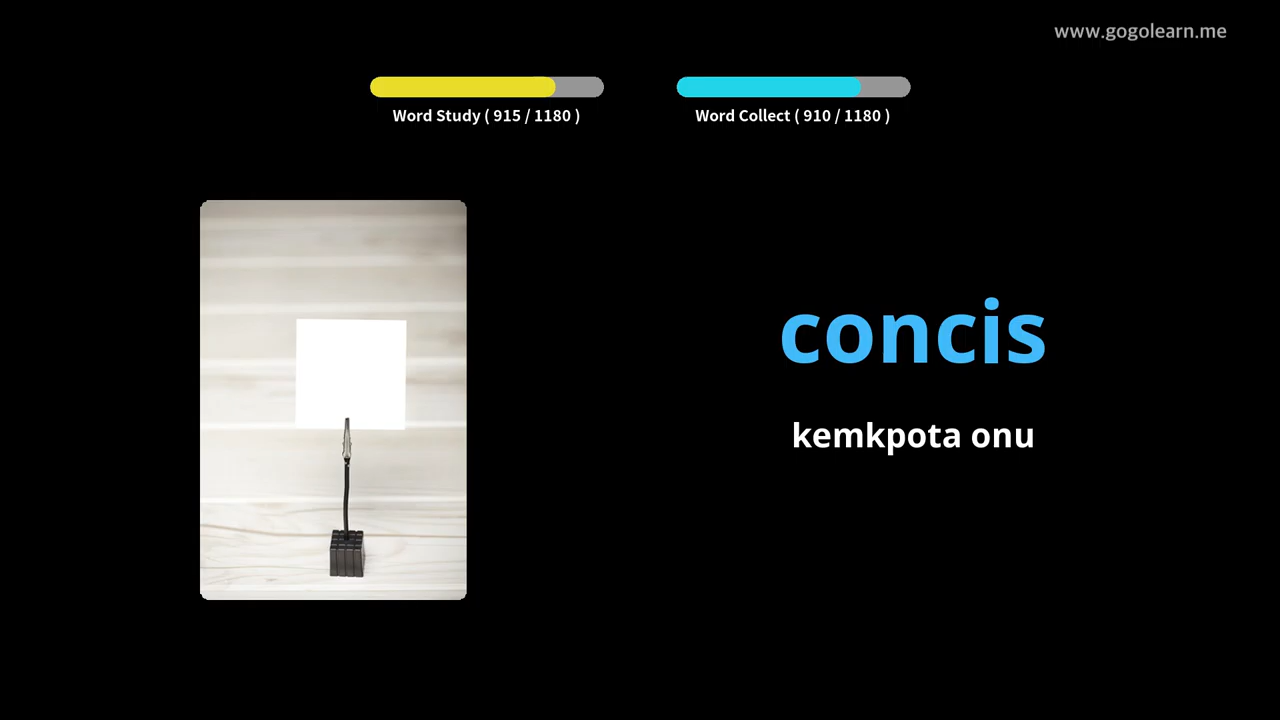 www.gogolearn.me
Word Study ( 915 / 1180 )
Word Collect ( 910 / 1180 )
concis
kemkpota onu